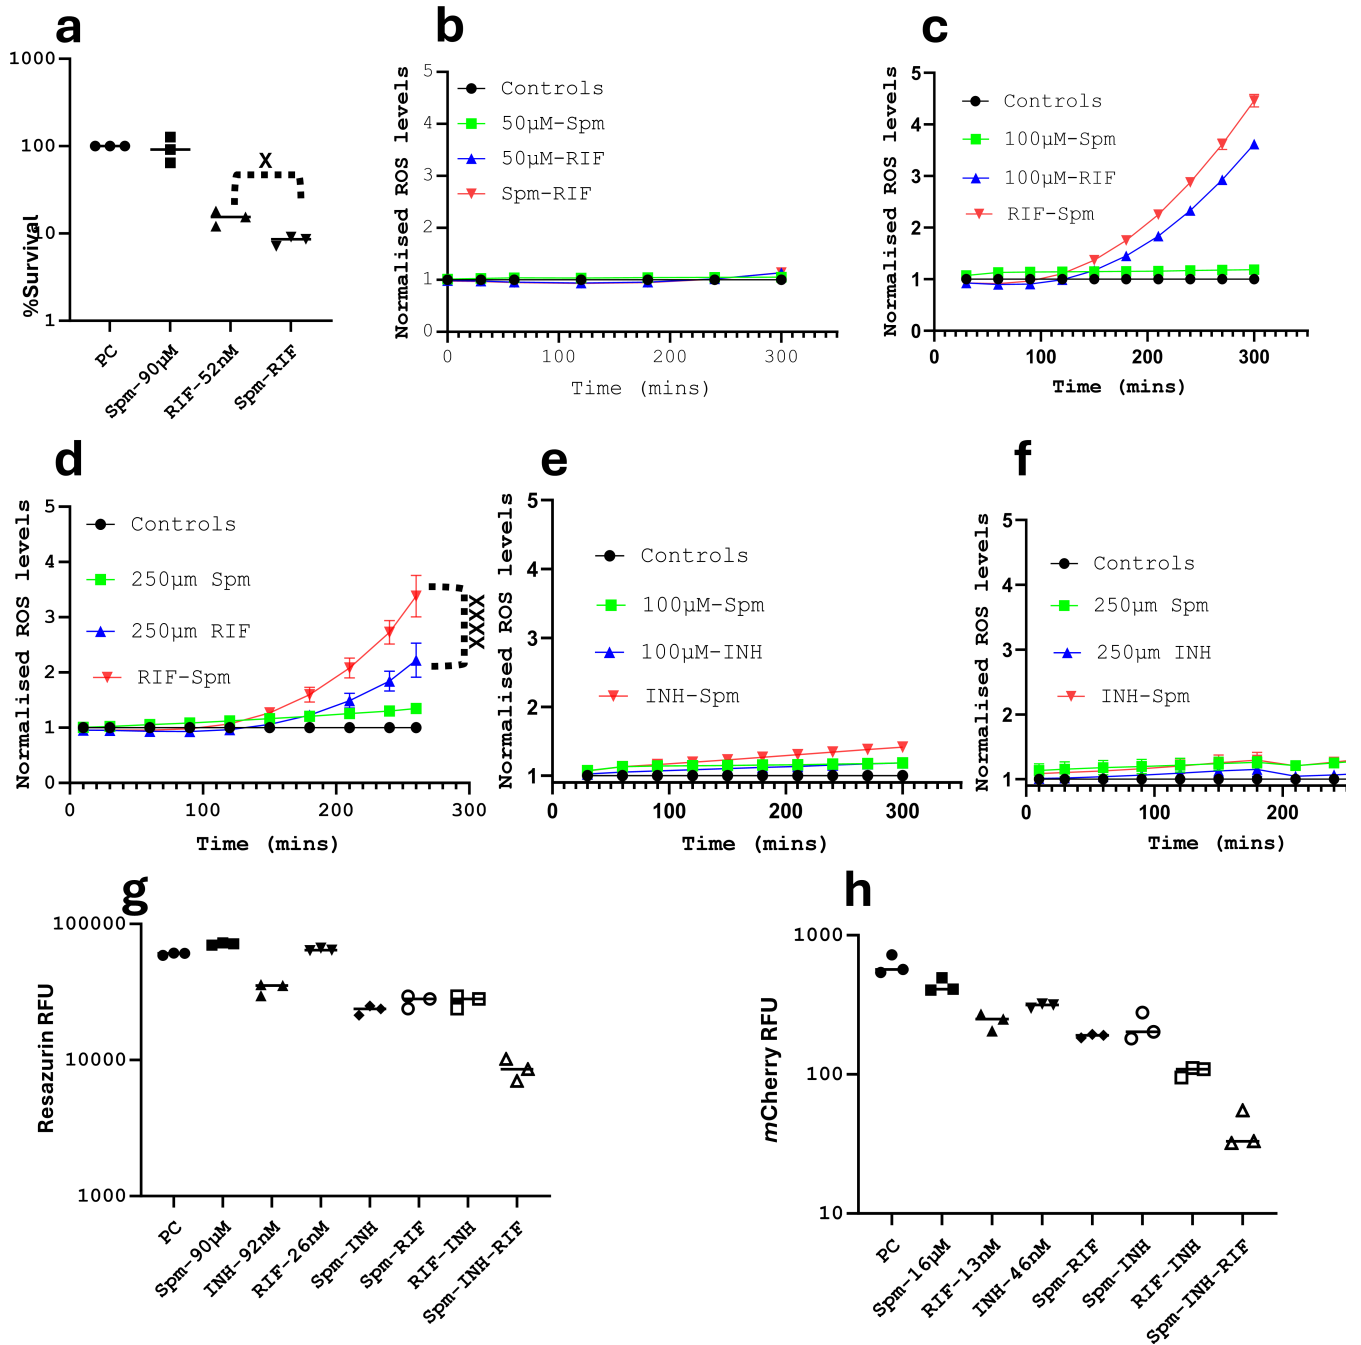 a
1000
100
10
1
%Survival
X
PC
Spm-90µM
RIF-52nM
Spm-RIF
b
Normalised ROS levels
5
4
3
2
1
0
Controls
50µM-Spm
50µM-RIF
Spm-RIF
0
100
200
300
Time (mins)
c
Normalised ROS levels
5
4
3
2
1
0
Controls
100µM-Spm
100µM-RIF
RIF-Spm
0
100
200
300
Time (mins)
d
Normalised ROS levels
5
4
3
2
1
0
Controls
250µm Spm
250µm RIF
RIF-Spm
XXXX
0
100
200
300
Time (mins)
e
Normalised ROS levels
5
4
3
2
1
Controls
100µM-Spm
100µM-INH
INH-Spm
0
100
200
300
Time (mins)
f
Normalised ROS levels
5
4
3
2
1
Controls
250µm Spm
250µm INH
INH-Spm
0
100
200
Time (mins)
g
Resazurin RFU
100000
10000
1000
PC
Spm-90µM
INH-92nM
RIF-26nM
Spm-INH
Spm-RIF
RIF-INH
Spm-INH-RIF
h
mCherry RFU
1000
100
10
PC
Spm-16µM
RIF-13nM
INH-46nM
Spm-RIF
Spm-INH
RIF-INH
Spm-INH-RIF